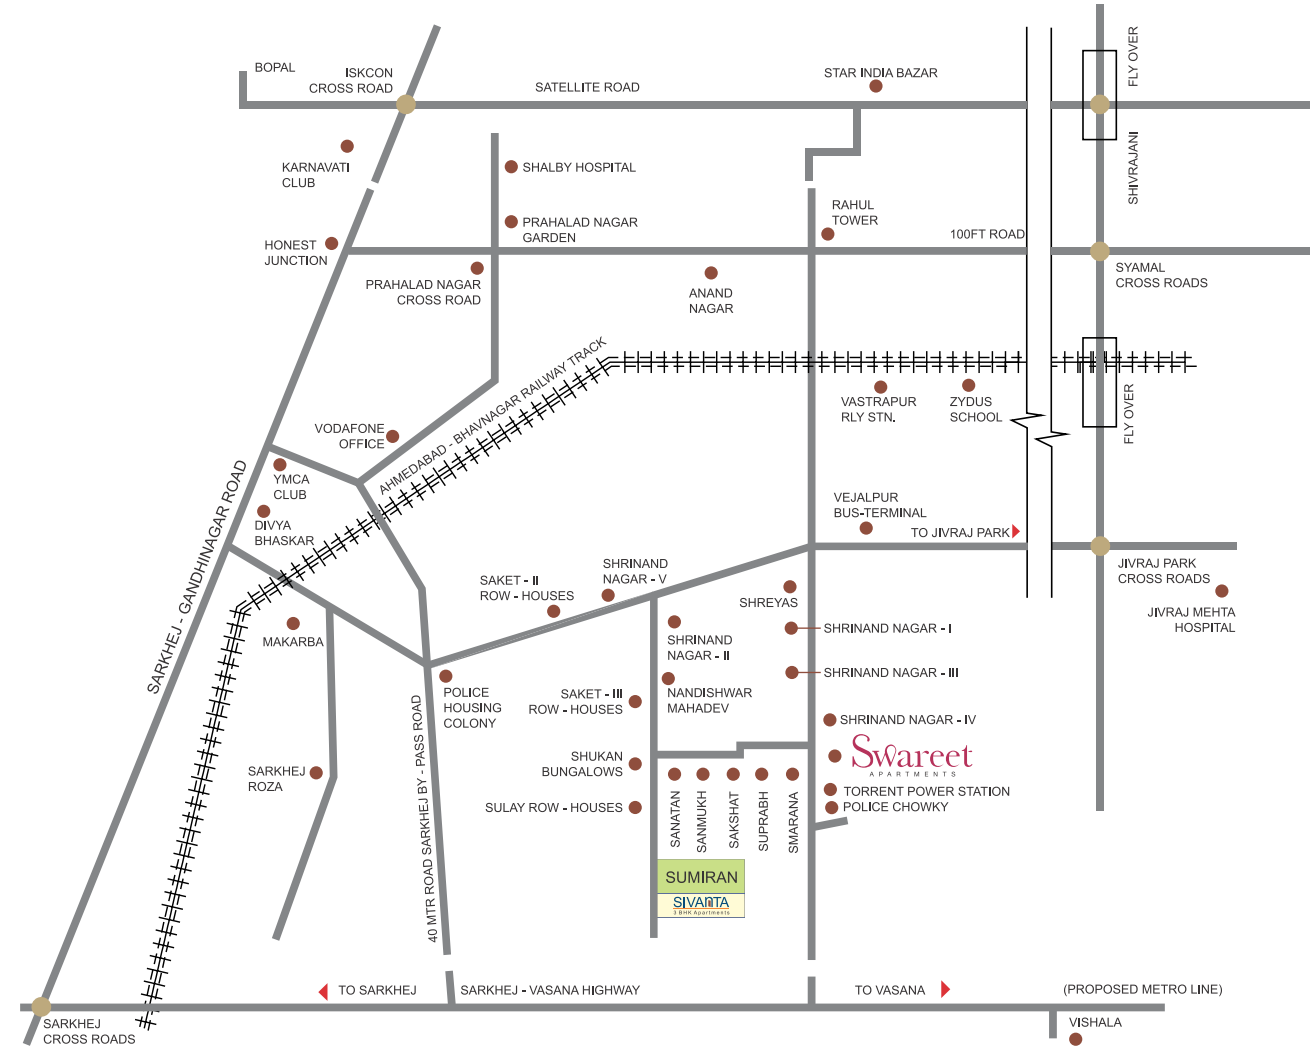 BOPAL
ISKCON
CROSS ROAD
SATELLITE ROAD
STAR INDIA BAZAR
FLY OVER
KARNAVATI
CLUB
SHALBY HOSPITAL
SHIVRAJANI
PRAHALAD NAGAR
GARDEN
RAHUL
TOWER
100FT ROAD
HONEST
JUNCTION
PRAHALAD NAGAR
CROSS ROAD
ANAND
NAGAR
SYAMAL
CROSS ROADS
AHMEDABAD - BHAVNAGAR RAILWAY TRACK
VASTRAPUR
RLY STN.
ZYDUS
SCHOOL
FLY OVER
VODAFONE
OFFICE
YMCA
CLUB
SARKHEJ - GANDHINAGAR ROAD
DIVYA
BHASKAR
VEJALPUR
BUS-TERMINAL
TO JIVRAJ PARK
JIVRAJ PARK
CROSS ROADS
JIVRAJ MEHTA
HOSPITAL
SAKET - II
ROW - HOUSES
SHRINAND
NAGAR - V
SHREYAS
MAKARBA
SHRINAND
NAGAR - II
SHRINAND NAGAR - I
SHRINAND NAGAR - III
POLICE
HOUSING
COLONY
SAKET - III
ROW - HOUSES
NANDISHWAR
MAHADEV
SHRINAND NAGAR - IV
Swareet
APARTMENTS
40 MTR ROAD SARKHEJ BY - PASS ROAD
SHUKAN
BUNGALOWS
SARKHEJ
ROZA
SULAY ROW - HOUSES
SANATAN
SANMUKH
SAKSHAT
SUPRABH
SMARANA
TORRENT POWER STATION
POLICE CHOWKY
SUMIRAN
SIVANTA
3 BHK Apartments
TO SARKHEJ
SARKHEJ - VASANA HIGHWAY
TO VASANA
(PROPOSED METRO LINE)
SARKHEJ
CROSS ROADS
VISHALA